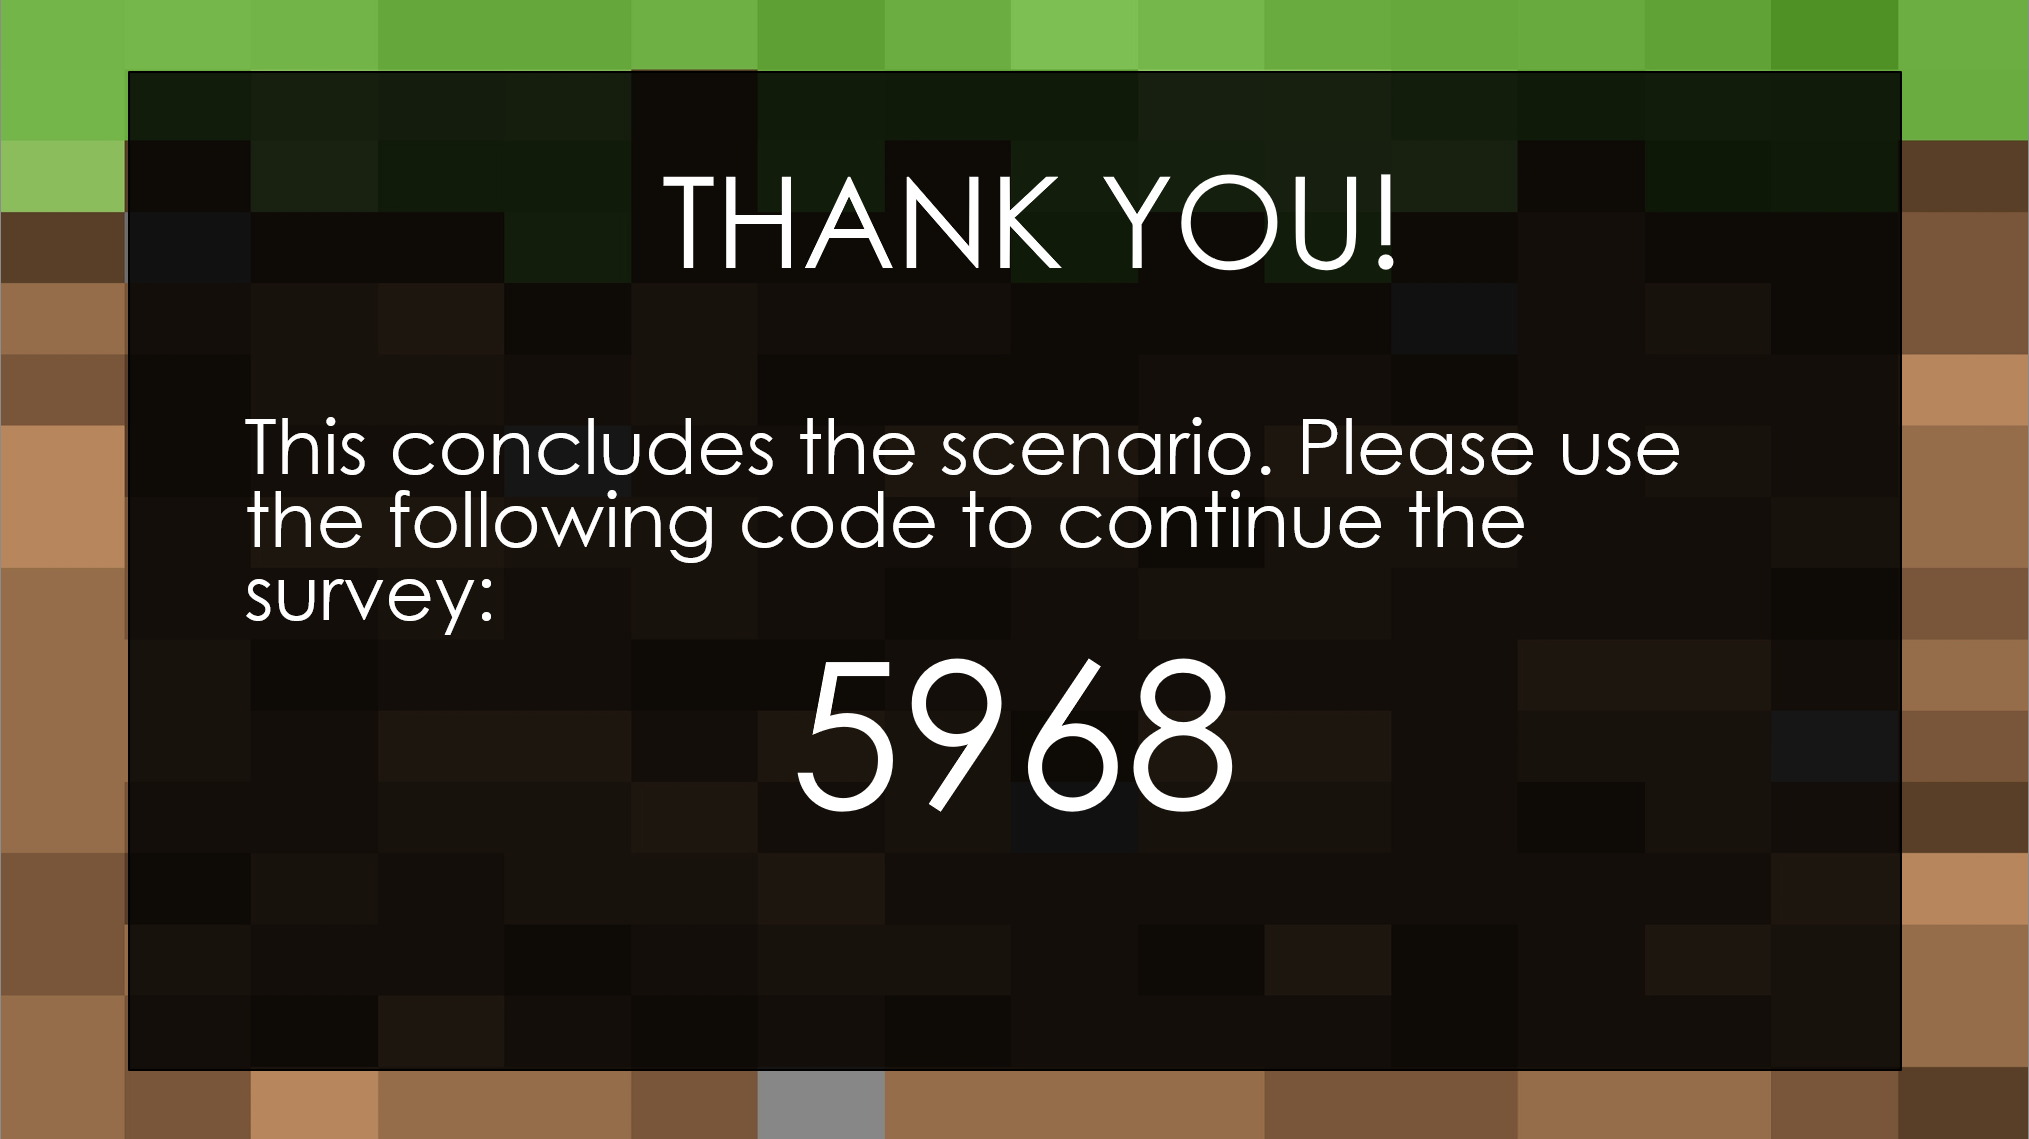 THANK YOU!
This concludes the scenario. Please use
the following code to continue the
survey:
5968